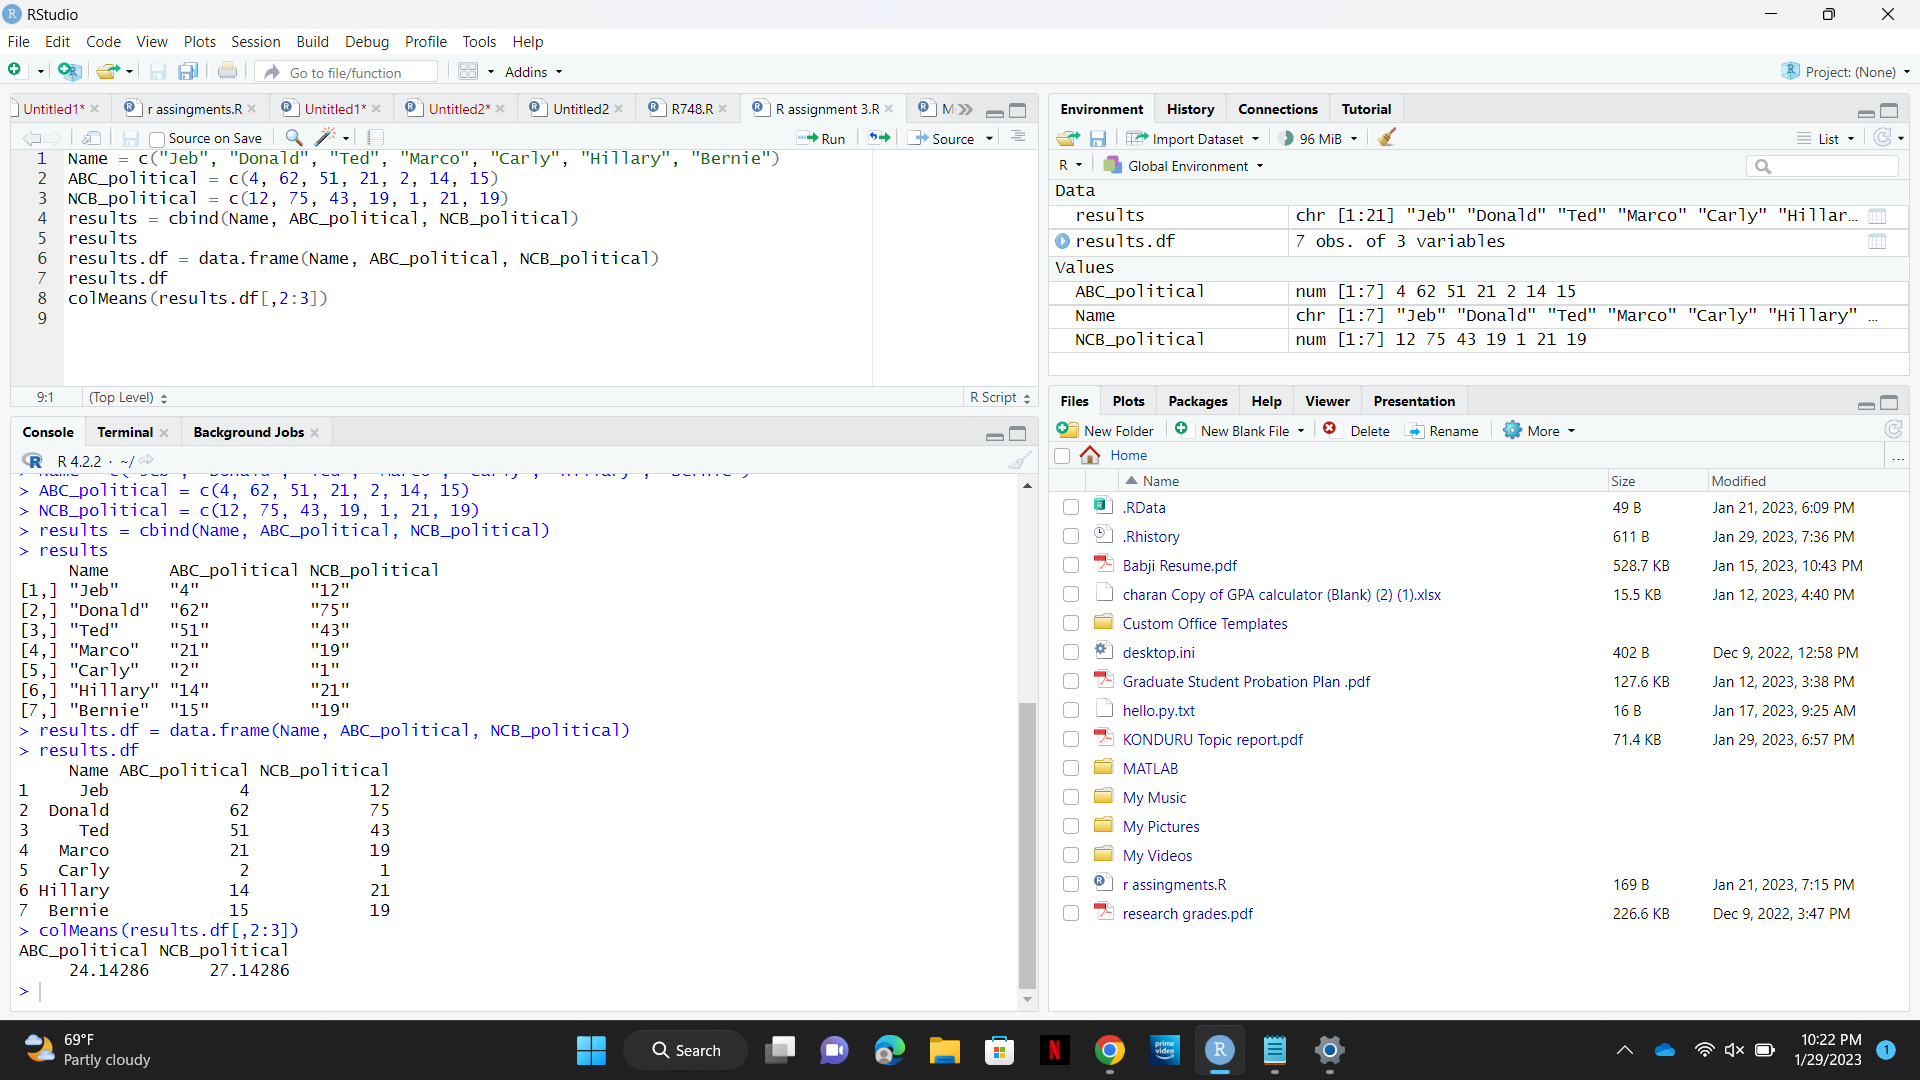 RStudio
File Edit Code View Plots Session Build Debug Profile Tools Help
Go to file/function Addins Project: (None)
Untitled1* r assingments.R Untitled1* Untitled2* Untitled2 R748.R R assignment 3.R M
Source on Save Run Source
1 Name = c("Jeb", "Donald", "Ted", "Marco", "Carly", "Hillary", "Bernie")
2 ABC_political = c(4, 62, 51, 21, 2, 14, 15)
3 NCB_political = c(12, 75, 43, 19, 1, 21, 19)
4 results = cbind(Name, ABC_political, NCB_political)
5 results
6 results.df = data.frame(Name, ABC_political, NCB_political)
7 results.df
8 colMeans(results.df[,2:3])
9
9:1 (Top Level) R Script
Console Terminal Background Jobs
R 4.2.2 · ~/
> ABC_political = c(4, 62, 51, 21, 2, 14, 15)
> NCB_political = c(12, 75, 43, 19, 1, 21, 19)
> results = cbind(Name, ABC_political, NCB_political)
> results
Name ABC_political NCB_political
[1,] "Jeb" "4" "12"
[2,] "Donald" "62" "75"
[3,] "Ted" "51" "43"
[4,] "Marco" "21" "19"
[5,] "Carly" "2" "1"
[6,] "Hillary" "14" "21"
[7,] "Bernie" "15" "19"
> results.df = data.frame(Name, ABC_political, NCB_political)
> results.df
Name ABC_political NCB_political
1 Jeb 4 12
2 Donald 62 75
3 Ted 51 43
4 Marco 21 19
5 Carly 2 1
6 Hillary 14 21
7 Bernie 15 19
> colMeans(results.df[,2:3])
ABC_political NCB_political
24.14286 27.14286
>
Environment History Connections Tutorial
Import Dataset 96 MiB List
R Global Environment
Data
results chr [1:21] "Jeb" "Donald" "Ted" "Marco" "Carly" "Hillar…
results.df 7 obs. of 3 variables
Values
ABC_political num [1:7] 4 62 51 21 2 14 15
Name chr [1:7] "Jeb" "Donald" "Ted" "Marco" "Carly" "Hillary" …
NCB_political num [1:7] 12 75 43 19 1 21 19
Files Plots Packages Help Viewer Presentation
New Folder New Blank File Delete Rename More
Home ...
Name Size Modified
.RData 49 B Jan 21, 2023, 6:09 PM
.Rhistory 611 B Jan 29, 2023, 7:36 PM
Babji Resume.pdf 528.7 KB Jan 15, 2023, 10:43 PM
charan Copy of GPA calculator (Blank) (2) (1).xlsx 15.5 KB Jan 12, 2023, 4:40 PM
Custom Office Templates
desktop.ini 402 B Dec 9, 2022, 12:58 PM
Graduate Student Probation Plan .pdf 127.6 KB Jan 12, 2023, 3:38 PM
hello.py.txt 16 B Jan 17, 2023, 9:25 AM
KONDURU Topic report.pdf 71.4 KB Jan 29, 2023, 6:57 PM
MATLAB
My Music
My Pictures
My Videos
r assingments.R 169 B Jan 21, 2023, 7:15 PM
research grades.pdf 226.6 KB Dec 9, 2022, 3:47 PM
69°F
Partly cloudy
Search
prime video
10:22 PM
1/29/2023
1